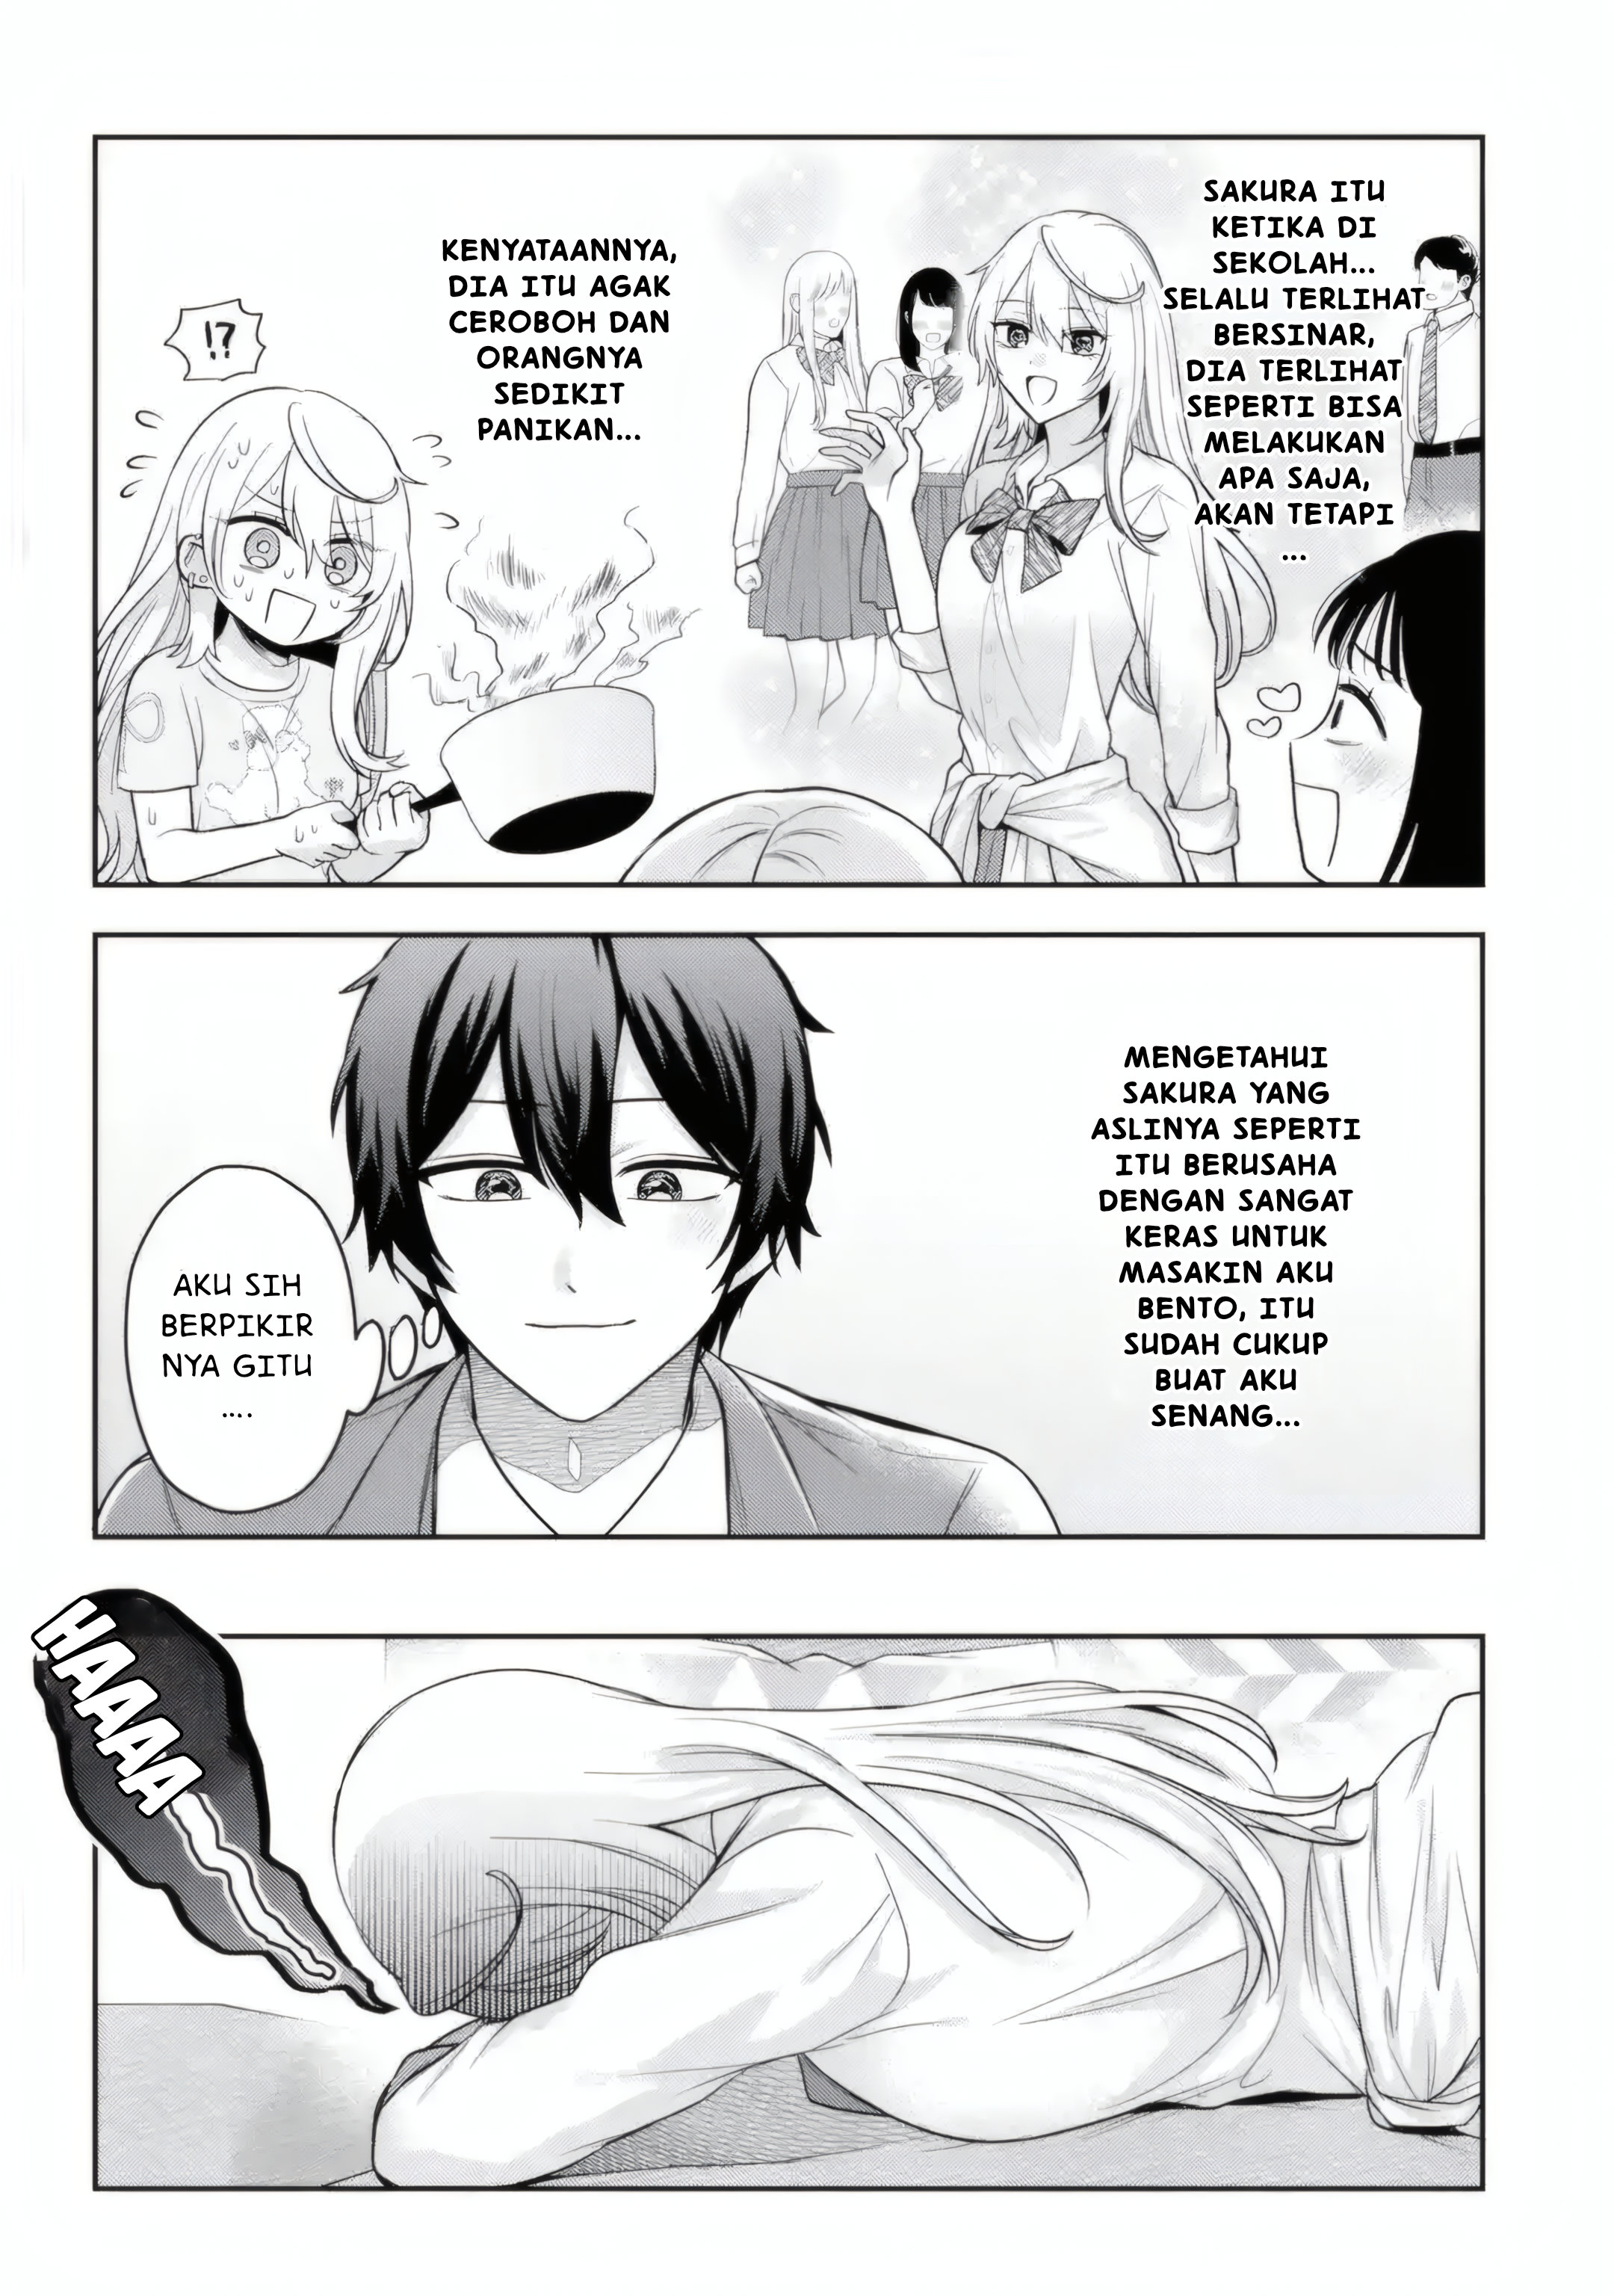 SAKURA ITU
KETIKA DI
SEKOLAH...
SELALU TERLIHAT
BERSINAR,
DIA TERLIHAT
SEPERTI BISA
MELAKUKAN
APA SAJA,
AKAN TETAPI
...
KENYATAANNYA,
DIA ITU AGAK
CEROBOH DAN
ORANGNYA
SEDIKIT
PANIKAN...
!?
MENGETAHUI
SAKURA YANG
ASLINYA SEPERTI
ITU BERUSAHA
DENGAN SANGAT
KERAS UNTUK
MASAKIN AKU
BENTO, ITU
SUDAH CUKUP
BUAT AKU
SENANG...
AKU SIH
BERPIKIR
NYA GITU
....
HAAAA